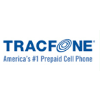 TRACFONE®
America's #1 Prepaid Cell Phone